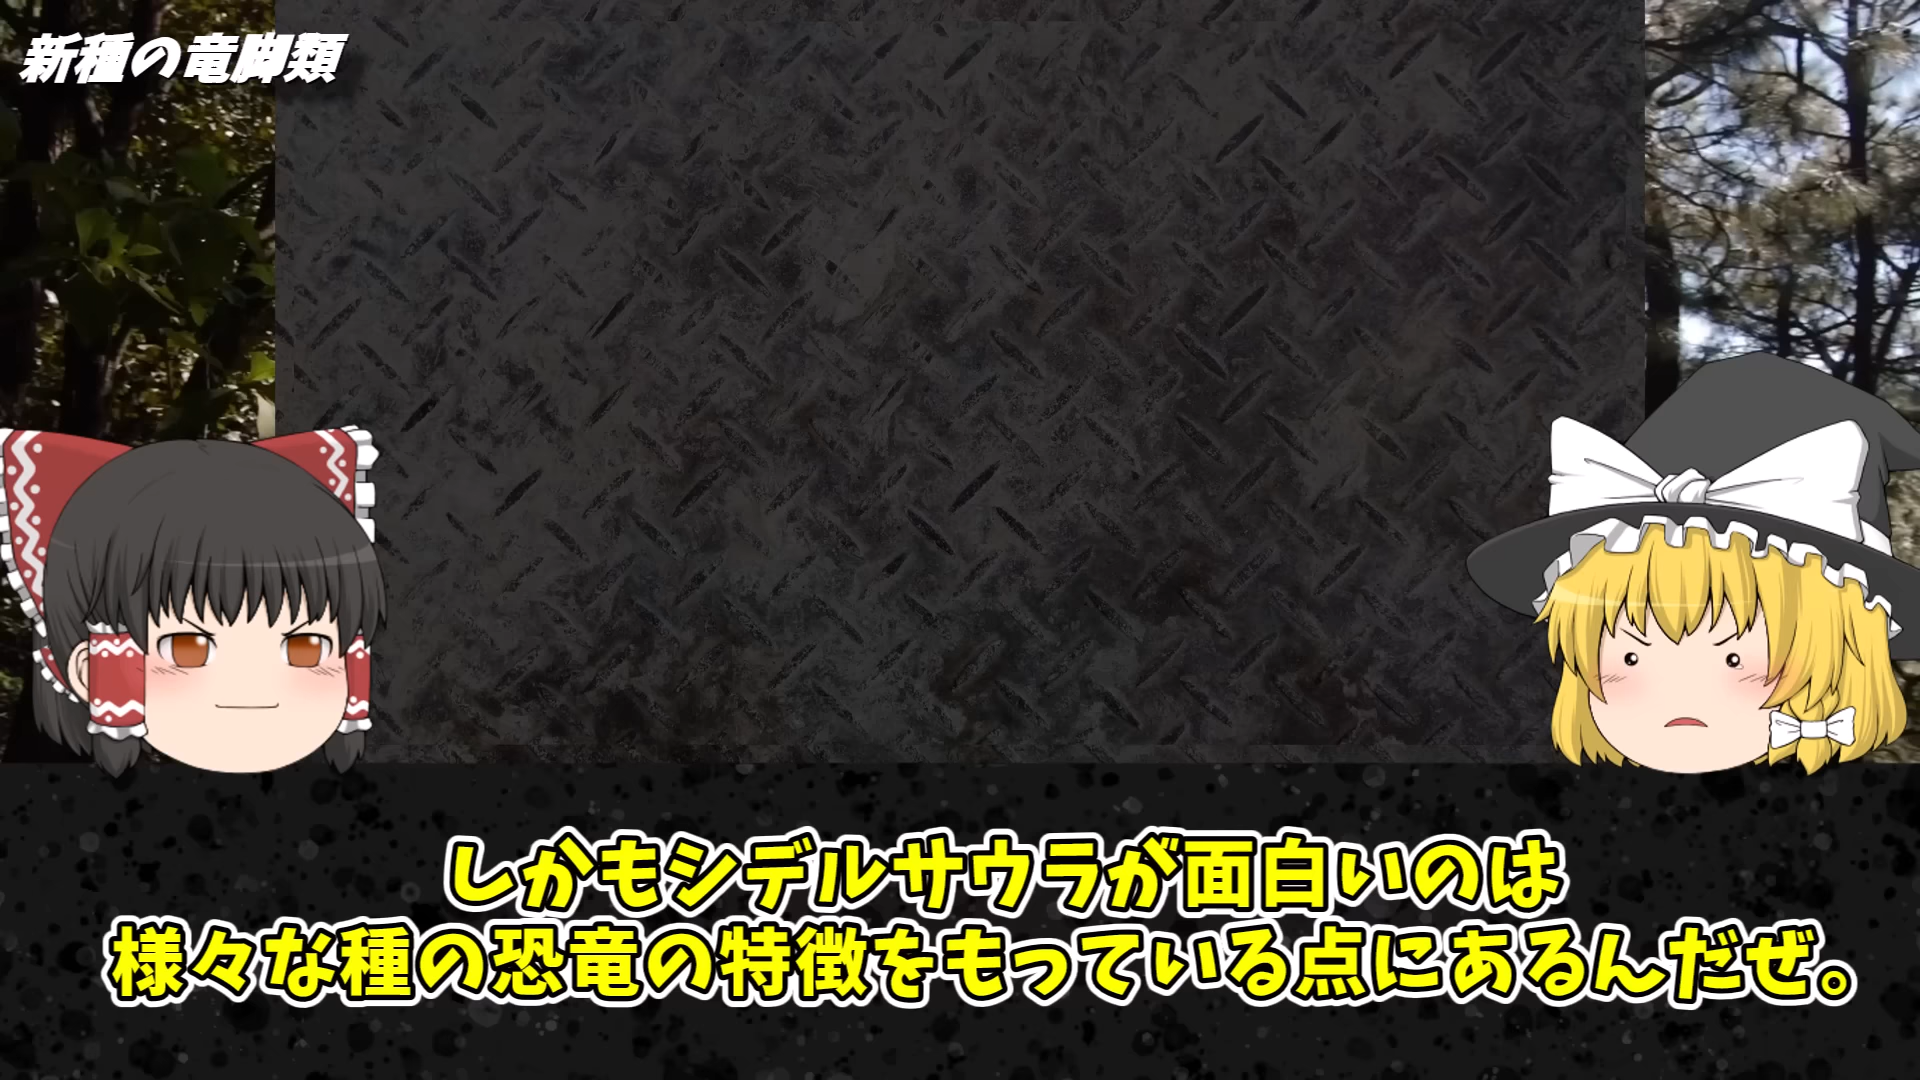 新種の竜脚類
しかもシデルサウラが面白いのは
様々な種の恐竜の特徴をもっている点にあるんだぜ。